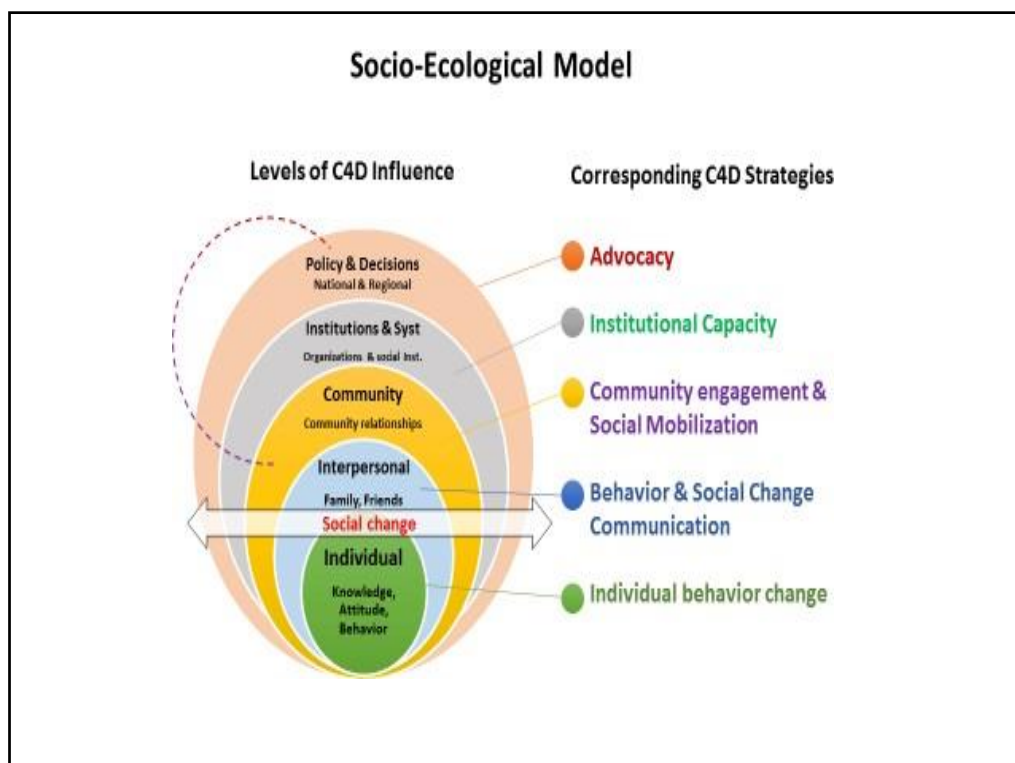 Socio-Ecological Model
Levels of C4D Influence
Corresponding C4D Strategies
Policy & Decisions
National & Regional
Institutions & Syst
Organizations & social Inst.
Community
Community relationships
Interpersonal
Family, Friends
Social change
Individual
Knowledge,
Attitude,
Behavior
Advocacy
Institutional Capacity
Community engagement &
Social Mobilization
Behavior & Social Change
Communication
Individual behavior change